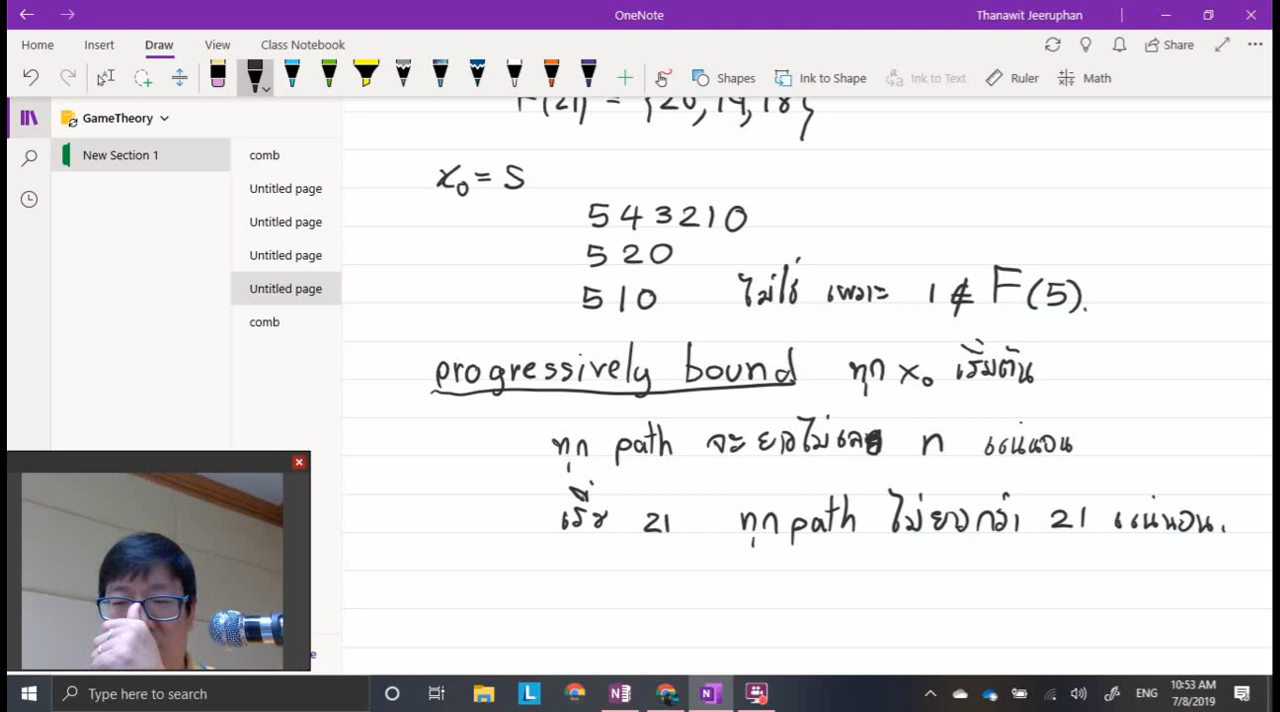 OneNote
Thanawit Jeeruphan
Home Insert Draw View Class Notebook
Share
Shapes Ink to Shape Ink to Text Ruler Math
GameTheory
New Section 1
comb
Untitled page
Untitled page
Untitled page
Untitled page
comb
F(21) = {20, 19, 18}
x₀ = 5
5 4 3 2 1 0
5 2 0
5 1 0 ไม่ใช่ เพราะ 1 ∉ F(5).
progressively bound ทุก x₀ เริ่มต้น
ทุก path จะยาวไม่เกิน n แน่นอน
เริ่ม 21 ทุก path ไม่ยาวกว่า 21 แน่นอน.
Type here to search
L
N
N
ENG
10:53 AM
7/8/2019